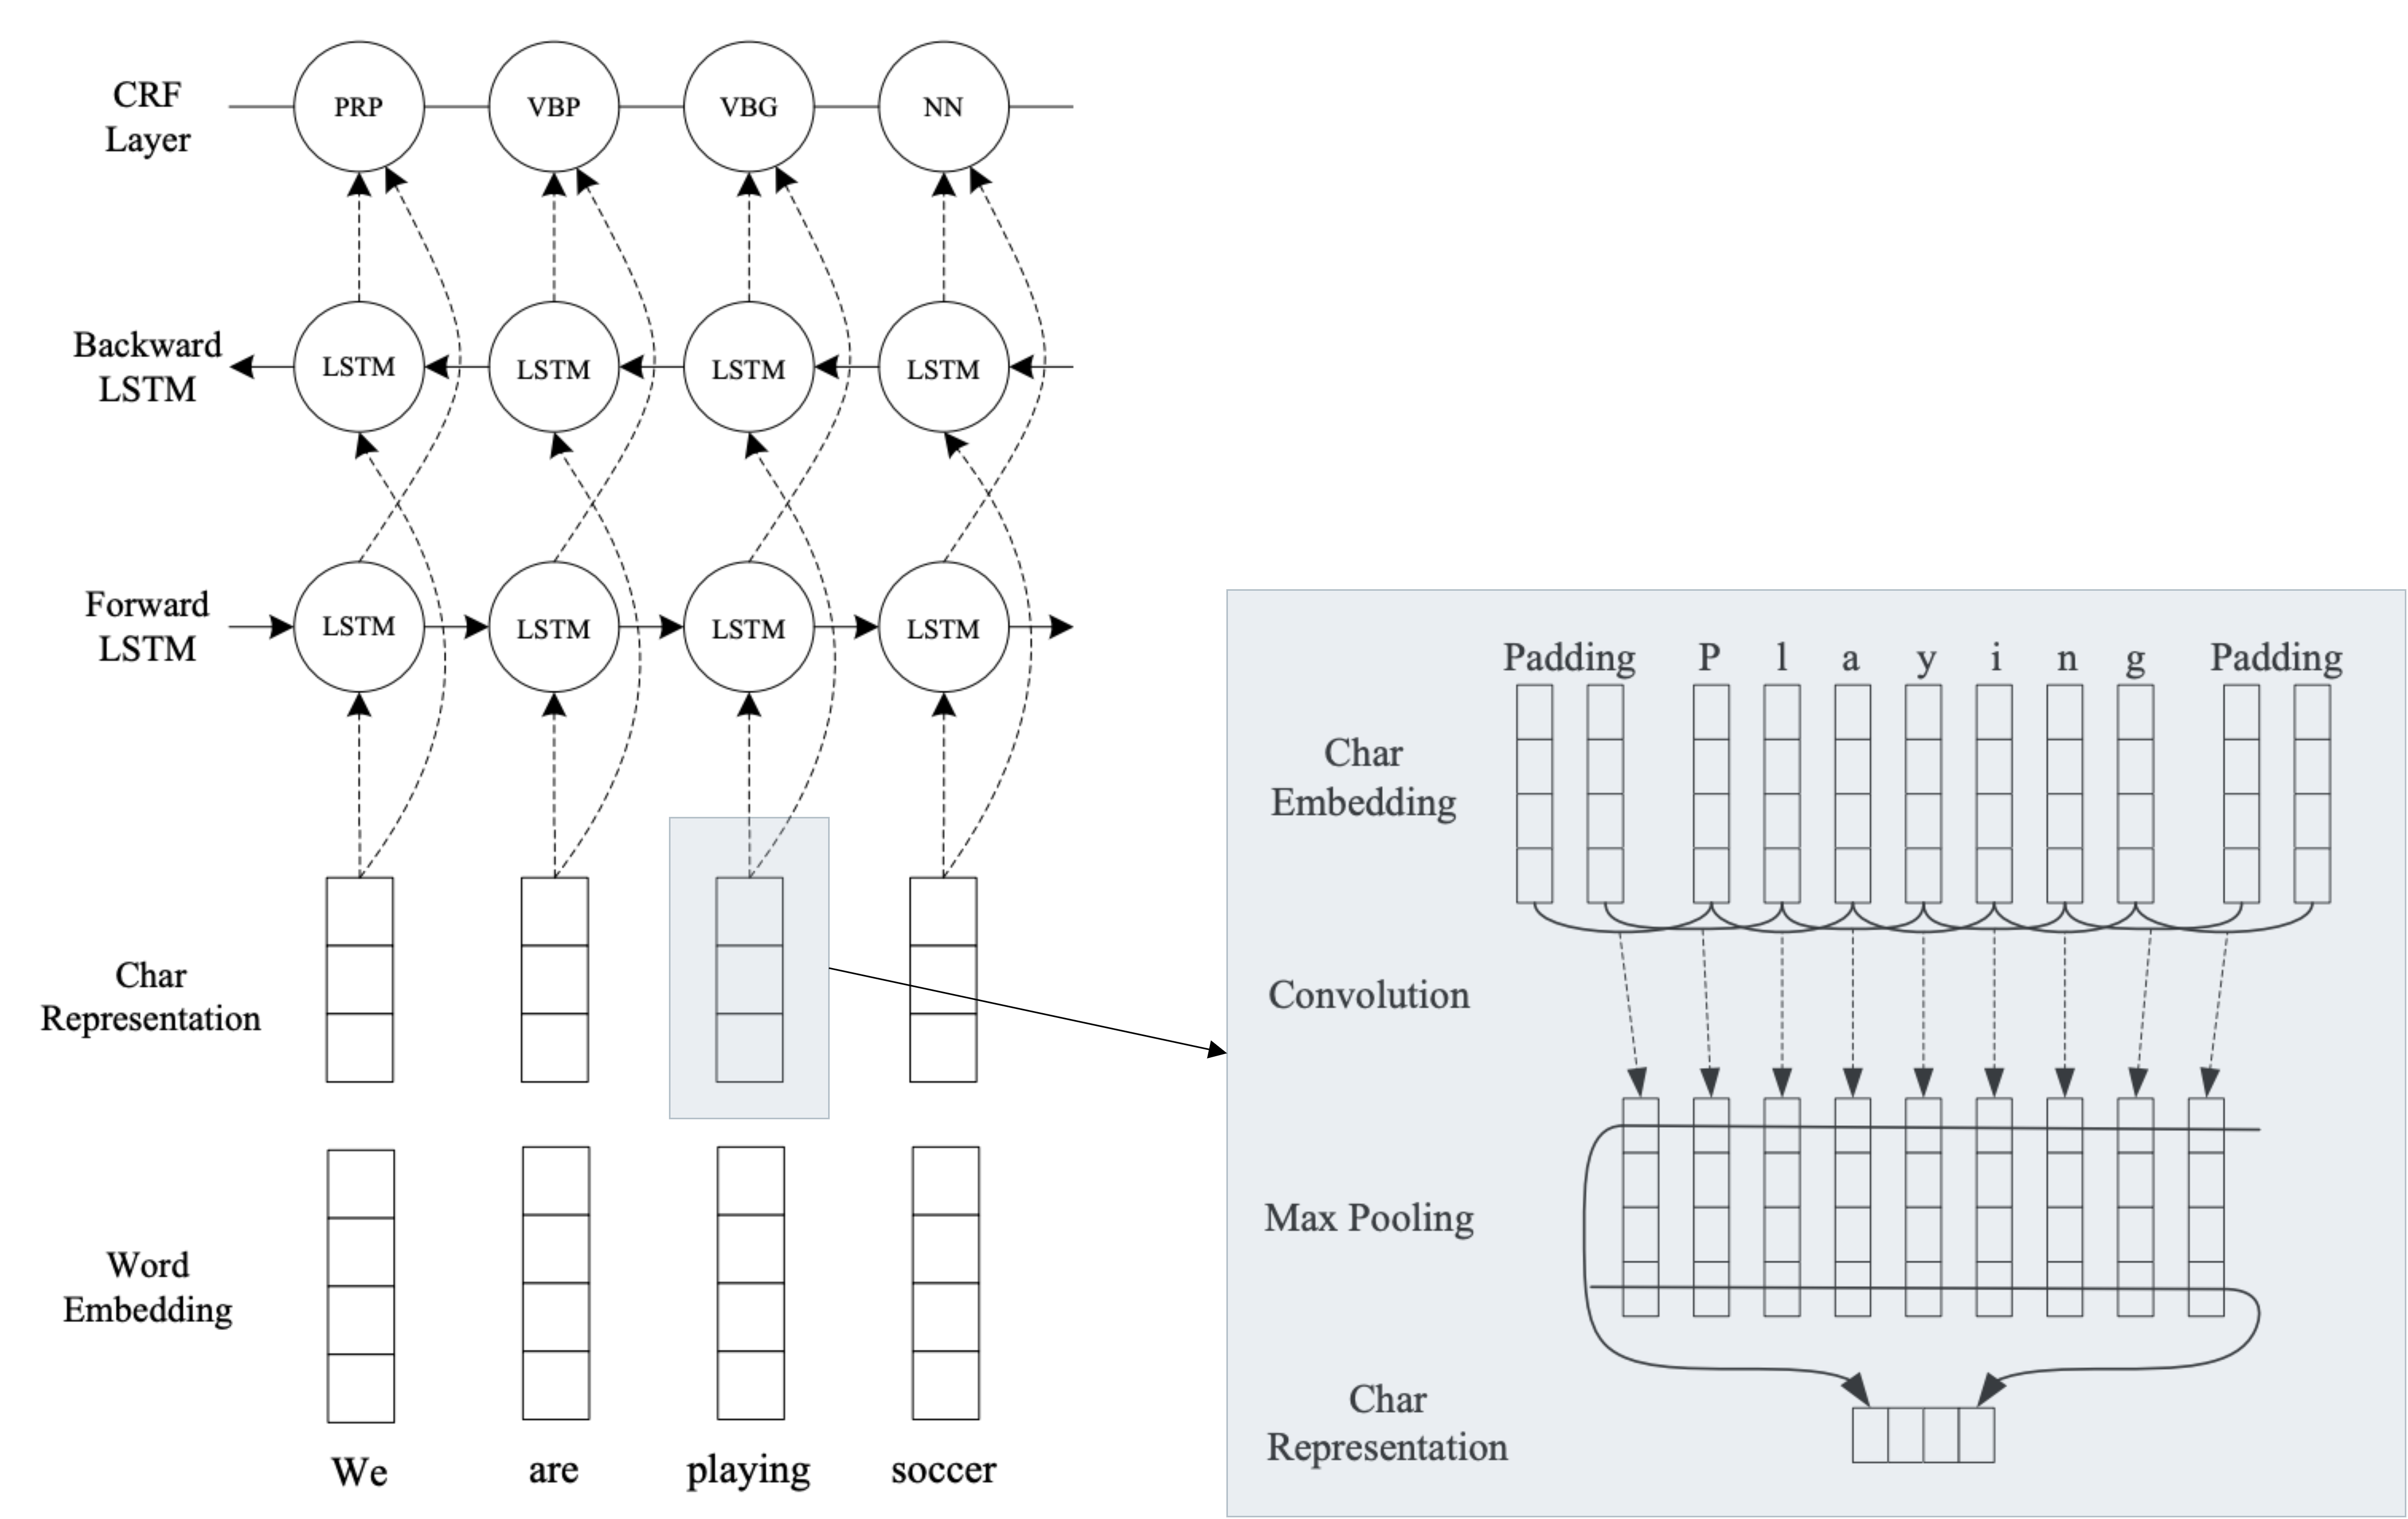 CRF
Layer
PRP VBP VBG NN
Backward
LSTM
LSTM LSTM LSTM LSTM
Forward
LSTM
LSTM LSTM LSTM LSTM
Char
Representation
Word
Embedding
We are playing soccer
Padding P l a y i n g Padding
Char
Embedding
Convolution
Max Pooling
Char
Representation